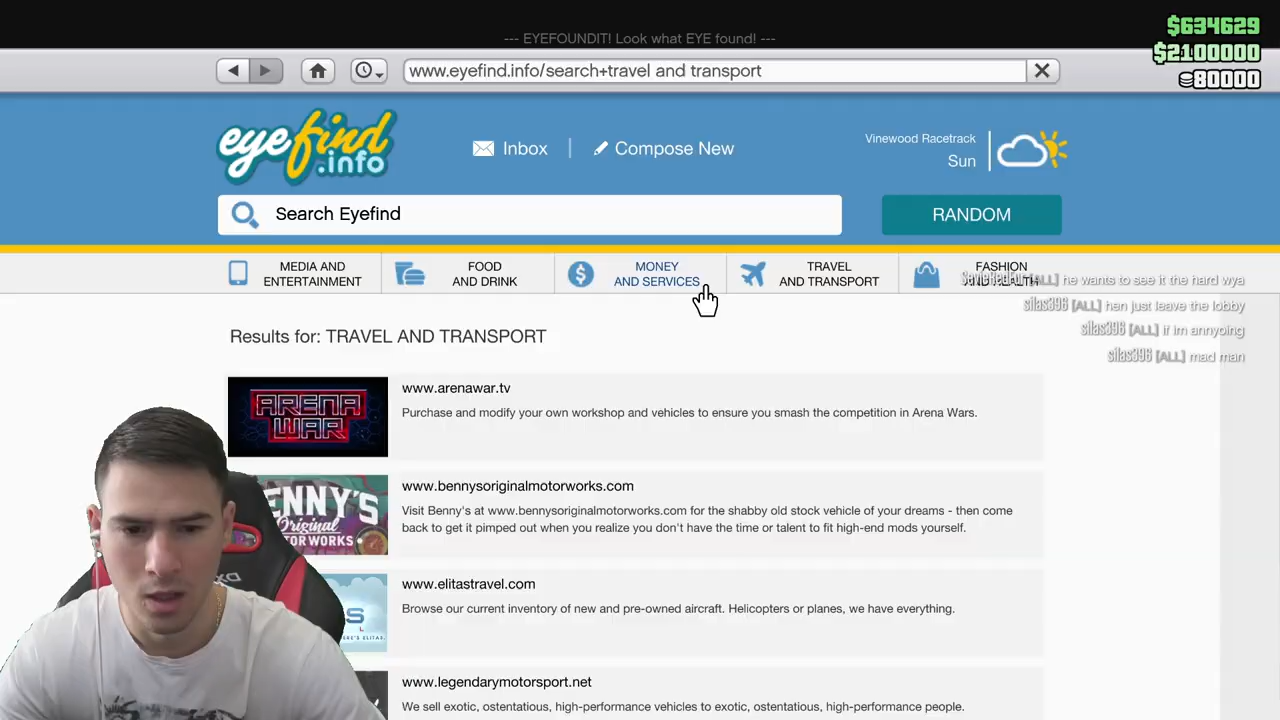 --- EYEFOUNDIT! Look what EYE found! ---
$634629
$2100000
80000
www.eyefind.info/search+travel and transport
eyefind.info
Inbox
Compose New
Vinewood Racetrack
Sun
Search Eyefind
RANDOM
MEDIA AND ENTERTAINMENT
FOOD AND DRINK
MONEY AND SERVICES
TRAVEL AND TRANSPORT
FASHION AND HEALTH
[ALL] he wants to see it the hard wya
silas396 [ALL] hen just leave the lobby
silas396 [ALL] if im annyoing
silas396 [ALL] mad man
Results for: TRAVEL AND TRANSPORT
ARENA WAR
www.arenawar.tv
Purchase and modify your own workshop and vehicles to ensure you smash the competition in Arena Wars.
ENNY'S
Original
TOR WORKS
www.bennysoriginalmotorworks.com
Visit Benny's at www.bennysoriginalmotorworks.com for the shabby old stock vehicle of your dreams - then come
back to get it pimped out when you realize you don't have the time or talent to fit high-end mods yourself.
www.elitastravel.com
Browse our current inventory of new and pre-owned aircraft. Helicopters or planes, we have everything.
www.legendarymotorsport.net
We sell exotic, ostentatious, high-performance vehicles to exotic, ostentatious, high-performance people.